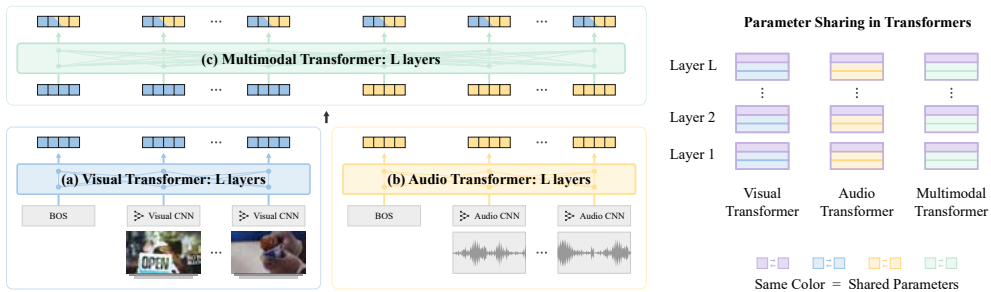 (c) Multimodal Transformer: L layers
(a) Visual Transformer: L layers
BOS
Visual CNN
Visual CNN
OPEN
(b) Audio Transformer: L layers
BOS
Audio CNN
Audio CNN
Parameter Sharing in Transformers
Layer L
Layer 2
Layer 1
Visual
Transformer
Audio
Transformer
Multimodal
Transformer
Same Color = Shared Parameters